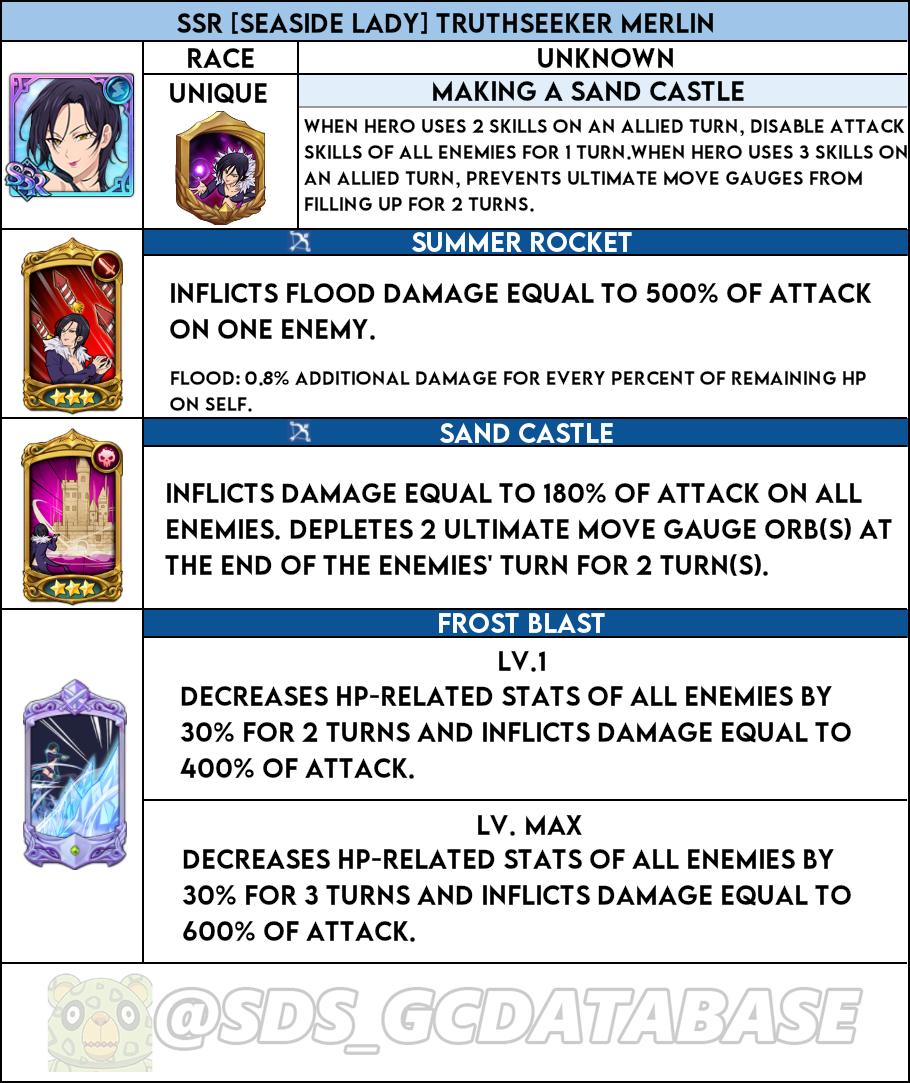 SSR [SEASIDE LADY] TRUTHSEEKER MERLIN
RACE
UNKNOWN
SSR
UNIQUE
MAKING A SAND CASTLE
WHEN HERO USES 2 SKILLS ON AN ALLIED TURN, DISABLE ATTACK
SKILLS OF ALL ENEMIES FOR 1 TURN.WHEN HERO USES 3 SKILLS ON
AN ALLIED TURN, PREVENTS ULTIMATE MOVE GAUGES FROM
FILLING UP FOR 2 TURNS.
SUMMER ROCKET
INFLICTS FLOOD DAMAGE EQUAL TO 500% OF ATTACK
ON ONE ENEMY.
FLOOD: 0.8% ADDITIONAL DAMAGE FOR EVERY PERCENT OF REMAINING HP
ON SELF.
SAND CASTLE
INFLICTS DAMAGE EQUAL TO 180% OF ATTACK ON ALL
ENEMIES. DEPLETES 2 ULTIMATE MOVE GAUGE ORB(S) AT
THE END OF THE ENEMIES' TURN FOR 2 TURN(S).
FROST BLAST
LV.1
DECREASES HP-RELATED STATS OF ALL ENEMIES BY
30% FOR 2 TURNS AND INFLICTS DAMAGE EQUAL TO
400% OF ATTACK.
LV. MAX
DECREASES HP-RELATED STATS OF ALL ENEMIES BY
30% FOR 3 TURNS AND INFLICTS DAMAGE EQUAL TO
600% OF ATTACK.
@SDS_GCDATABASE